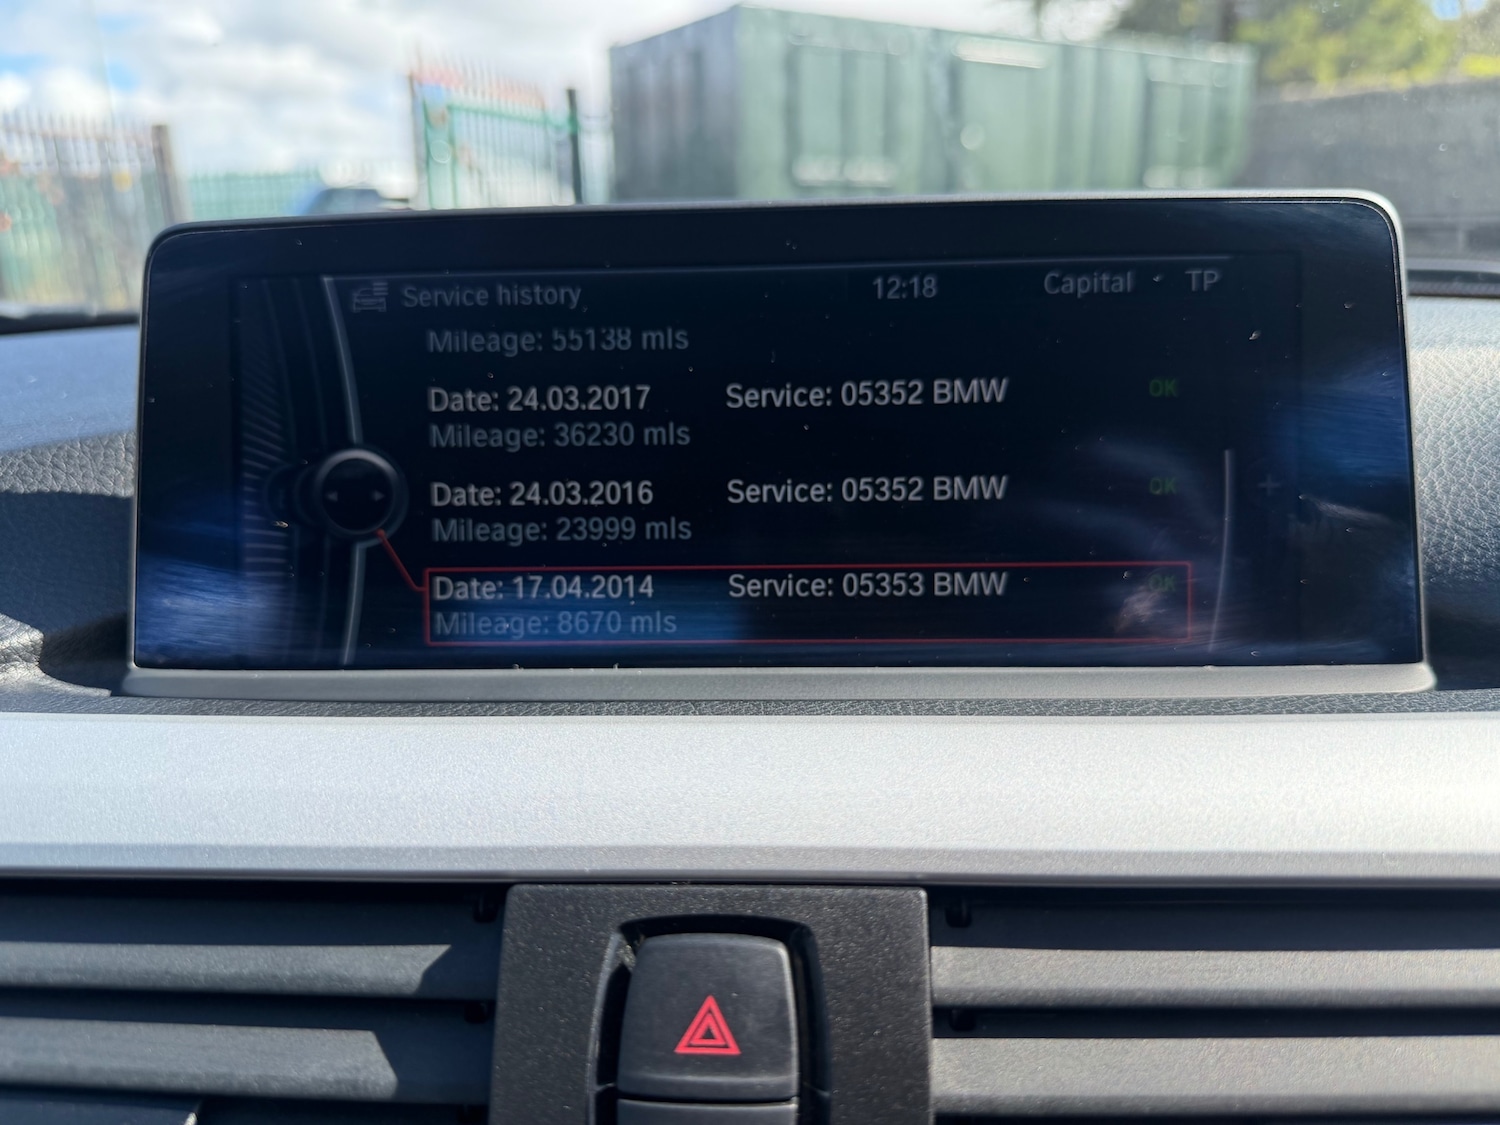 Service history 12:18 Capital TP
Mileage: 55138 mls
Date: 24.03.2017 Service: 05352 BMW OK
Mileage: 36230 mls
Date: 24.03.2016 Service: 05352 BMW OK
Mileage: 23999 mls
Date: 17.04.2014 Service: 05353 BMW OK
Mileage: 8670 mls